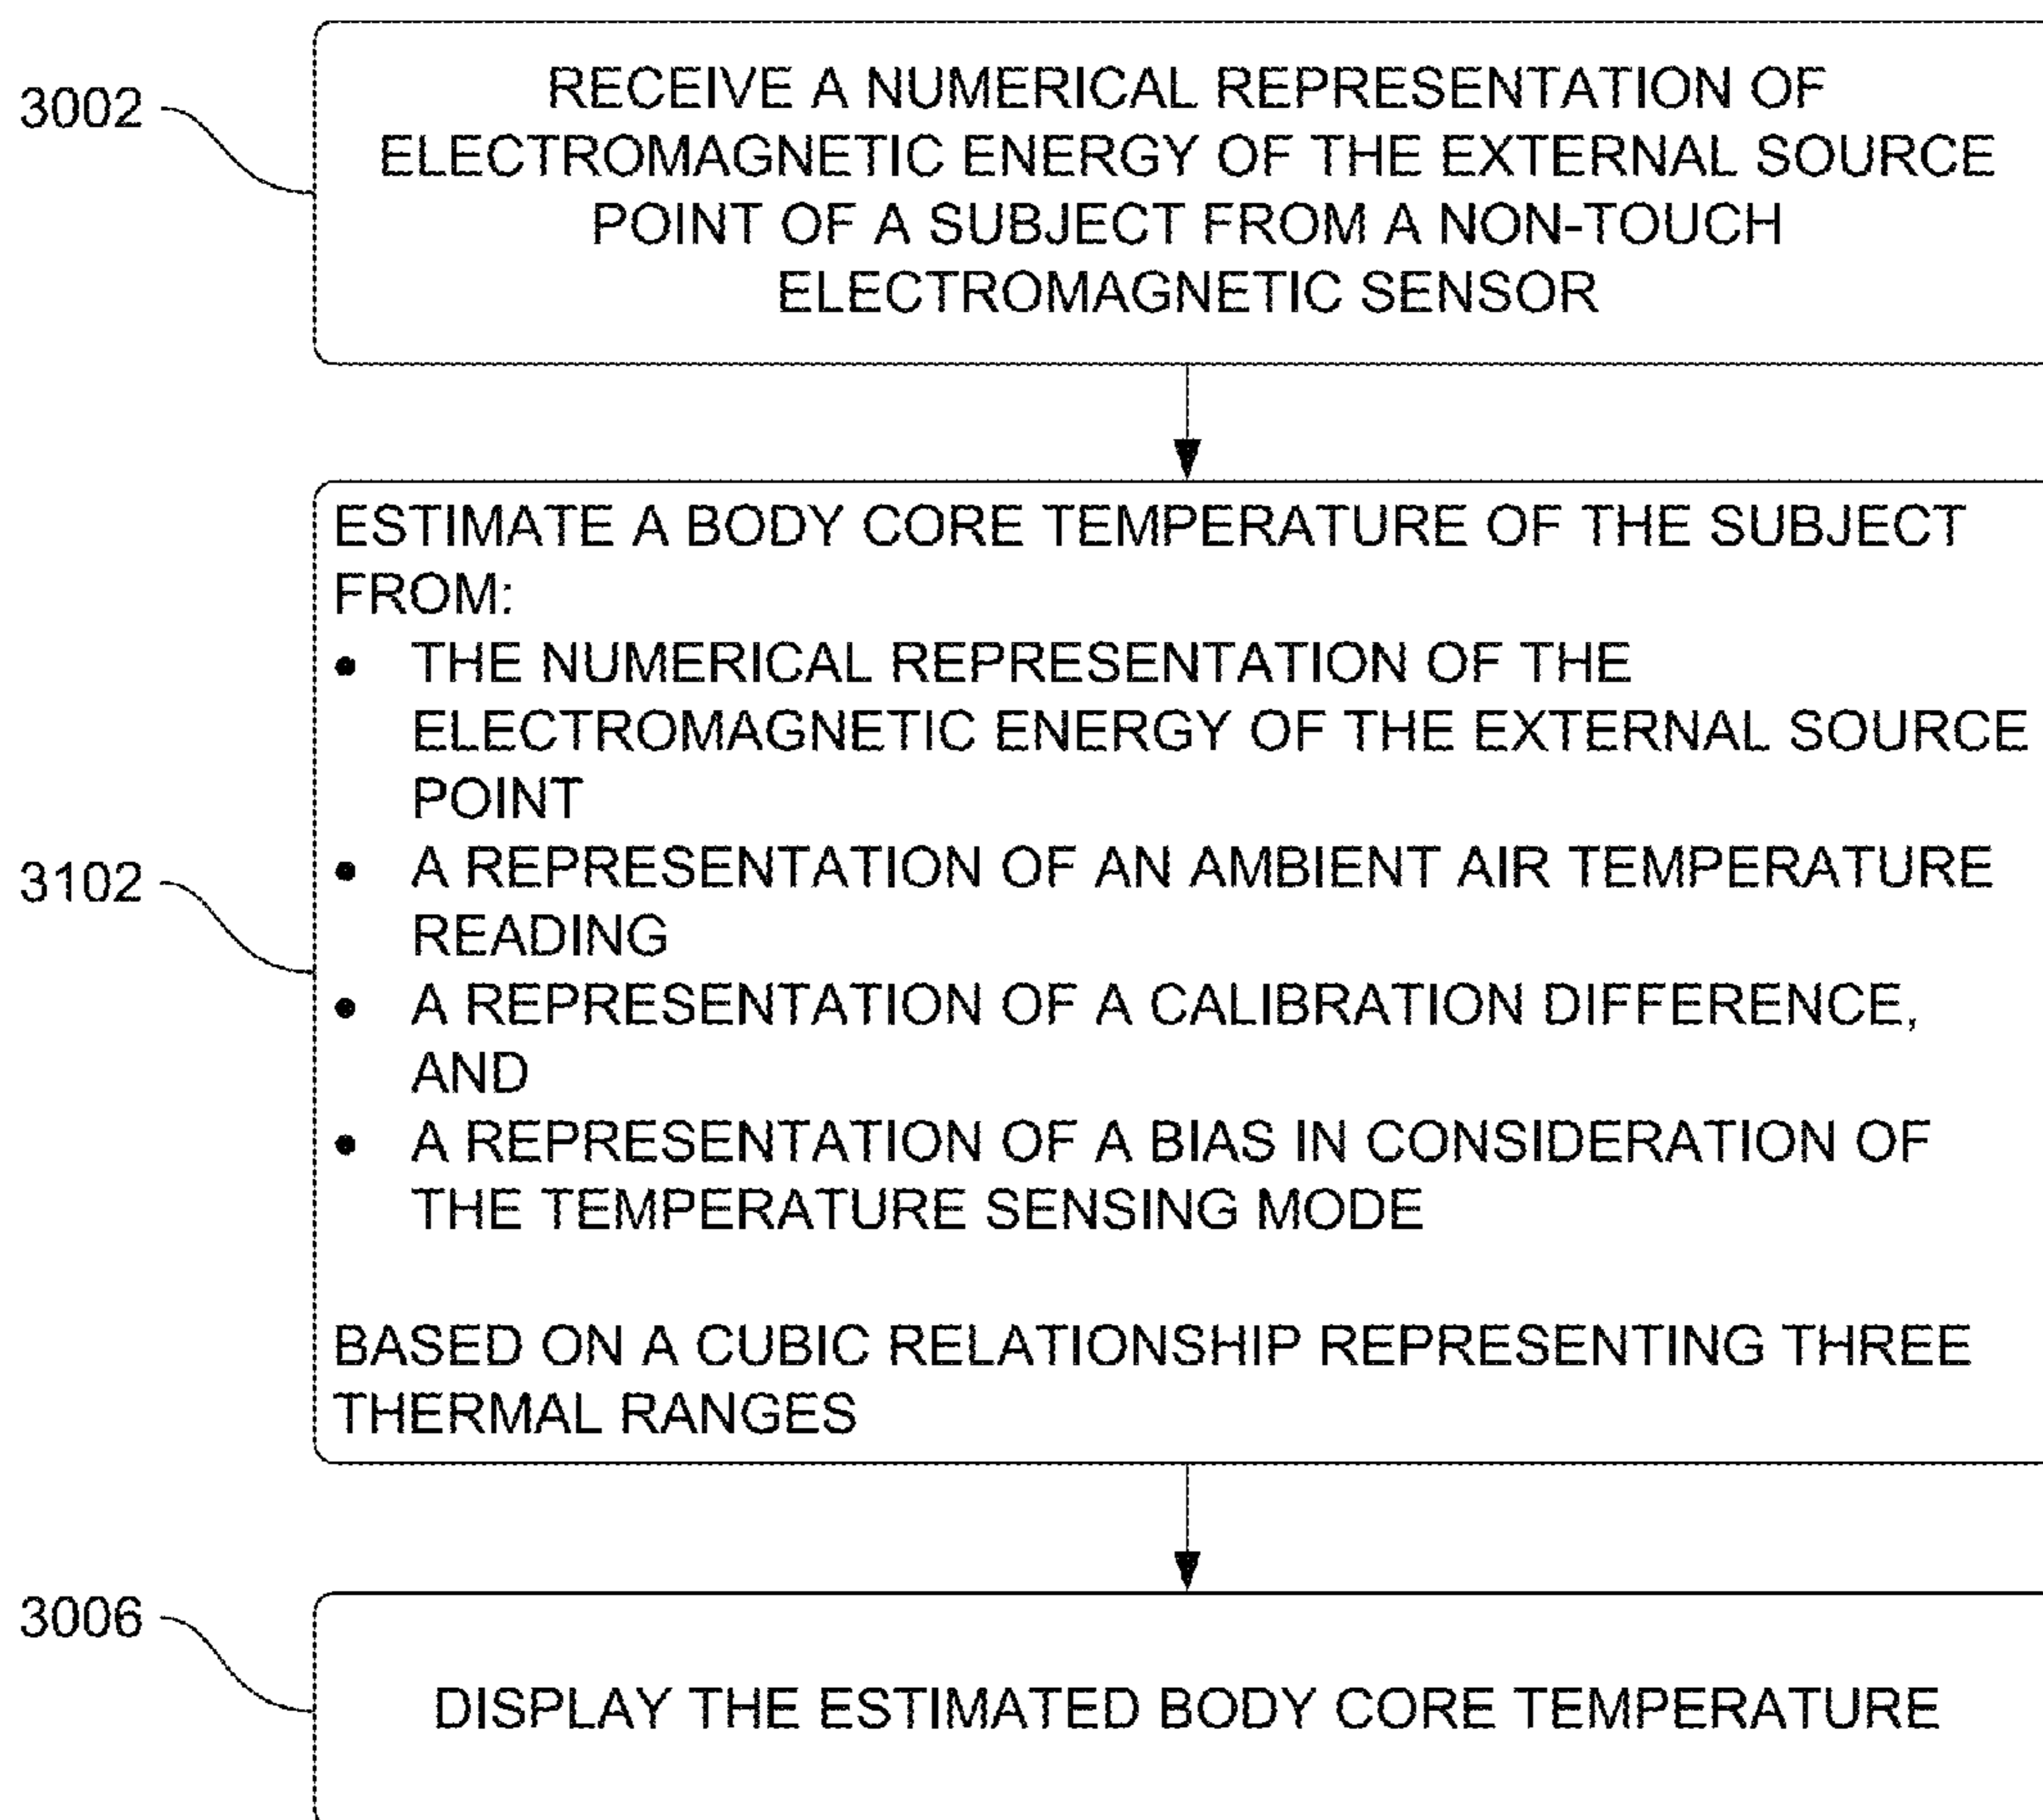 3002
RECEIVE A NUMERICAL REPRESENTATION OF
ELECTROMAGNETIC ENERGY OF THE EXTERNAL SOURCE
POINT OF A SUBJECT FROM A NON-TOUCH
ELECTROMAGNETIC SENSOR
3102
ESTIMATE A BODY CORE TEMPERATURE OF THE SUBJECT
FROM:
• THE NUMERICAL REPRESENTATION OF THE
ELECTROMAGNETIC ENERGY OF THE EXTERNAL SOURCE
POINT
• A REPRESENTATION OF AN AMBIENT AIR TEMPERATURE
READING
• A REPRESENTATION OF A CALIBRATION DIFFERENCE,
AND
• A REPRESENTATION OF A BIAS IN CONSIDERATION OF
THE TEMPERATURE SENSING MODE
BASED ON A CUBIC RELATIONSHIP REPRESENTING THREE
THERMAL RANGES
3006
DISPLAY THE ESTIMATED BODY CORE TEMPERATURE